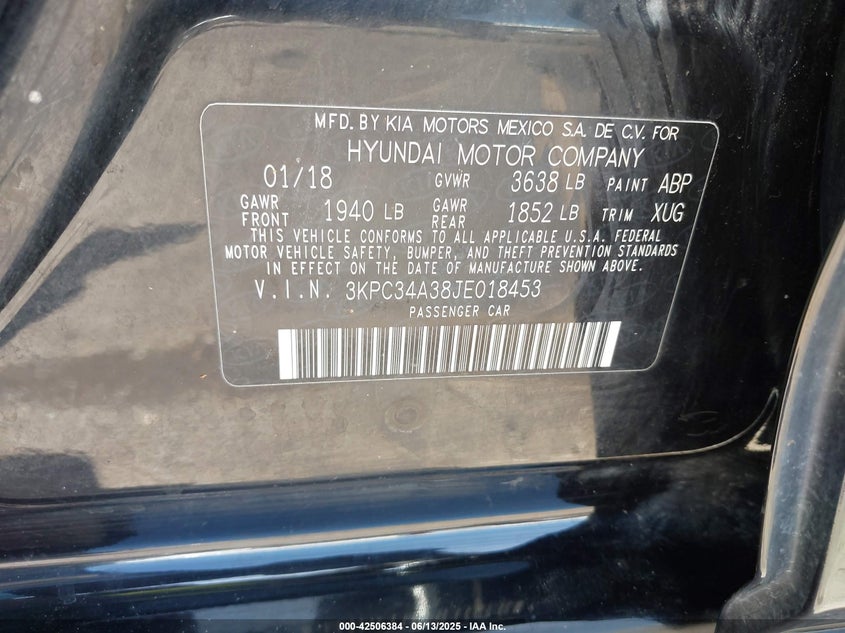 MFD. BY KIA MOTORS MEXICO S.A. DE C.V. FOR
HYUNDAI MOTOR COMPANY
01/18 GVWR 3638 LB PAINT ABP
GAWR FRONT 1940 LB GAWR REAR 1852 LB TRIM XUG
THIS VEHICLE CONFORMS TO ALL APPLICABLE U.S.A. FEDERAL
MOTOR VEHICLE SAFETY, BUMPER, AND THEFT PREVENTION STANDARDS
IN EFFECT ON THE DATE OF MANUFACTURE SHOWN ABOVE.
V.I.N. 3KPC34A38JE018453
PASSENGER CAR
000-42506384 - 06/13/2025 - IAA Inc.